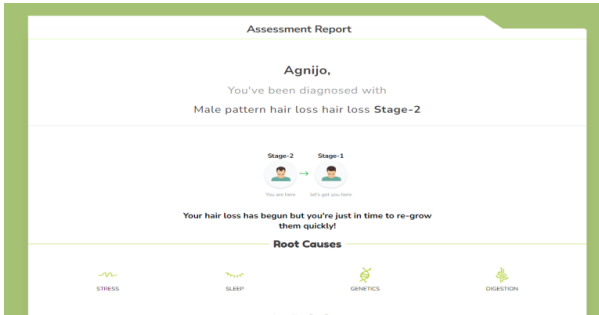 Assessment Report
Agnijo,
You've been diagnosed with
Male pattern hair loss hair loss Stage-2
Stage-2 Stage-1
You are here let's get you here
Your hair loss has begun but you're just in time to re-grow
them quickly!
Root Causes
STRESS SLEEP GENETICS DIGESTION